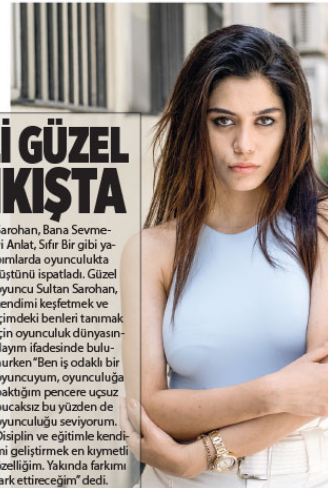 İ GÜZEL
IKIŞTA
Sarohan, Bana Sevme-
yi Anlat, Sıfır Bir gibi ya-
pımlarda oyunculukta
rüştünü ispatladı. Güzel
oyuncu Sultan Sarohan,
kendimi keşfetmek ve
içimdeki benleri tanımak
için oyunculuk dünyasın-
dayım ifadesinde bulu-
nurken “Ben iş odaklı bir
oyuncuyum, oyunculuğa
baktığım pencere uçsuz
bucaksız bu yüzden de
oyunculuğu seviyorum.
Disiplin ve eğitimle kendi-
mi geliştirmek en kıymetli
özelliğim. Yakında farkımı
fark ettireceğim” dedi.